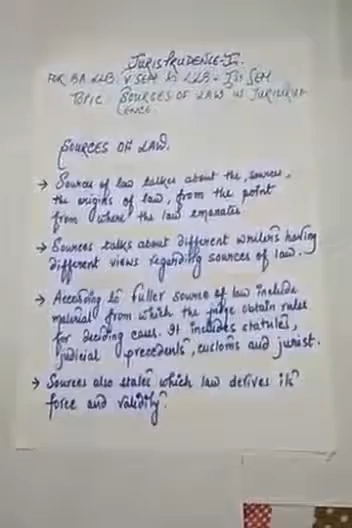 JURISPRUDENCE-I.
FOR BA LLB V SEM & LLB - Ist SEM
TOPIC SOURCES OF LAW IN JURISPRUD
ENCE
SOURCES OF LAW.
→ Source of law talks about the, sources,
the origins of law, from the point
from where the law emanates
→ Sources talks about different writers having
different views regarding sources of law.
→ According to fuller source of law include
material from which the judge obtain rules
for deciding cases. It includes statutes,
judicial precedents, customs and jurist.
→ Sources also states which law derives its
force and validity.